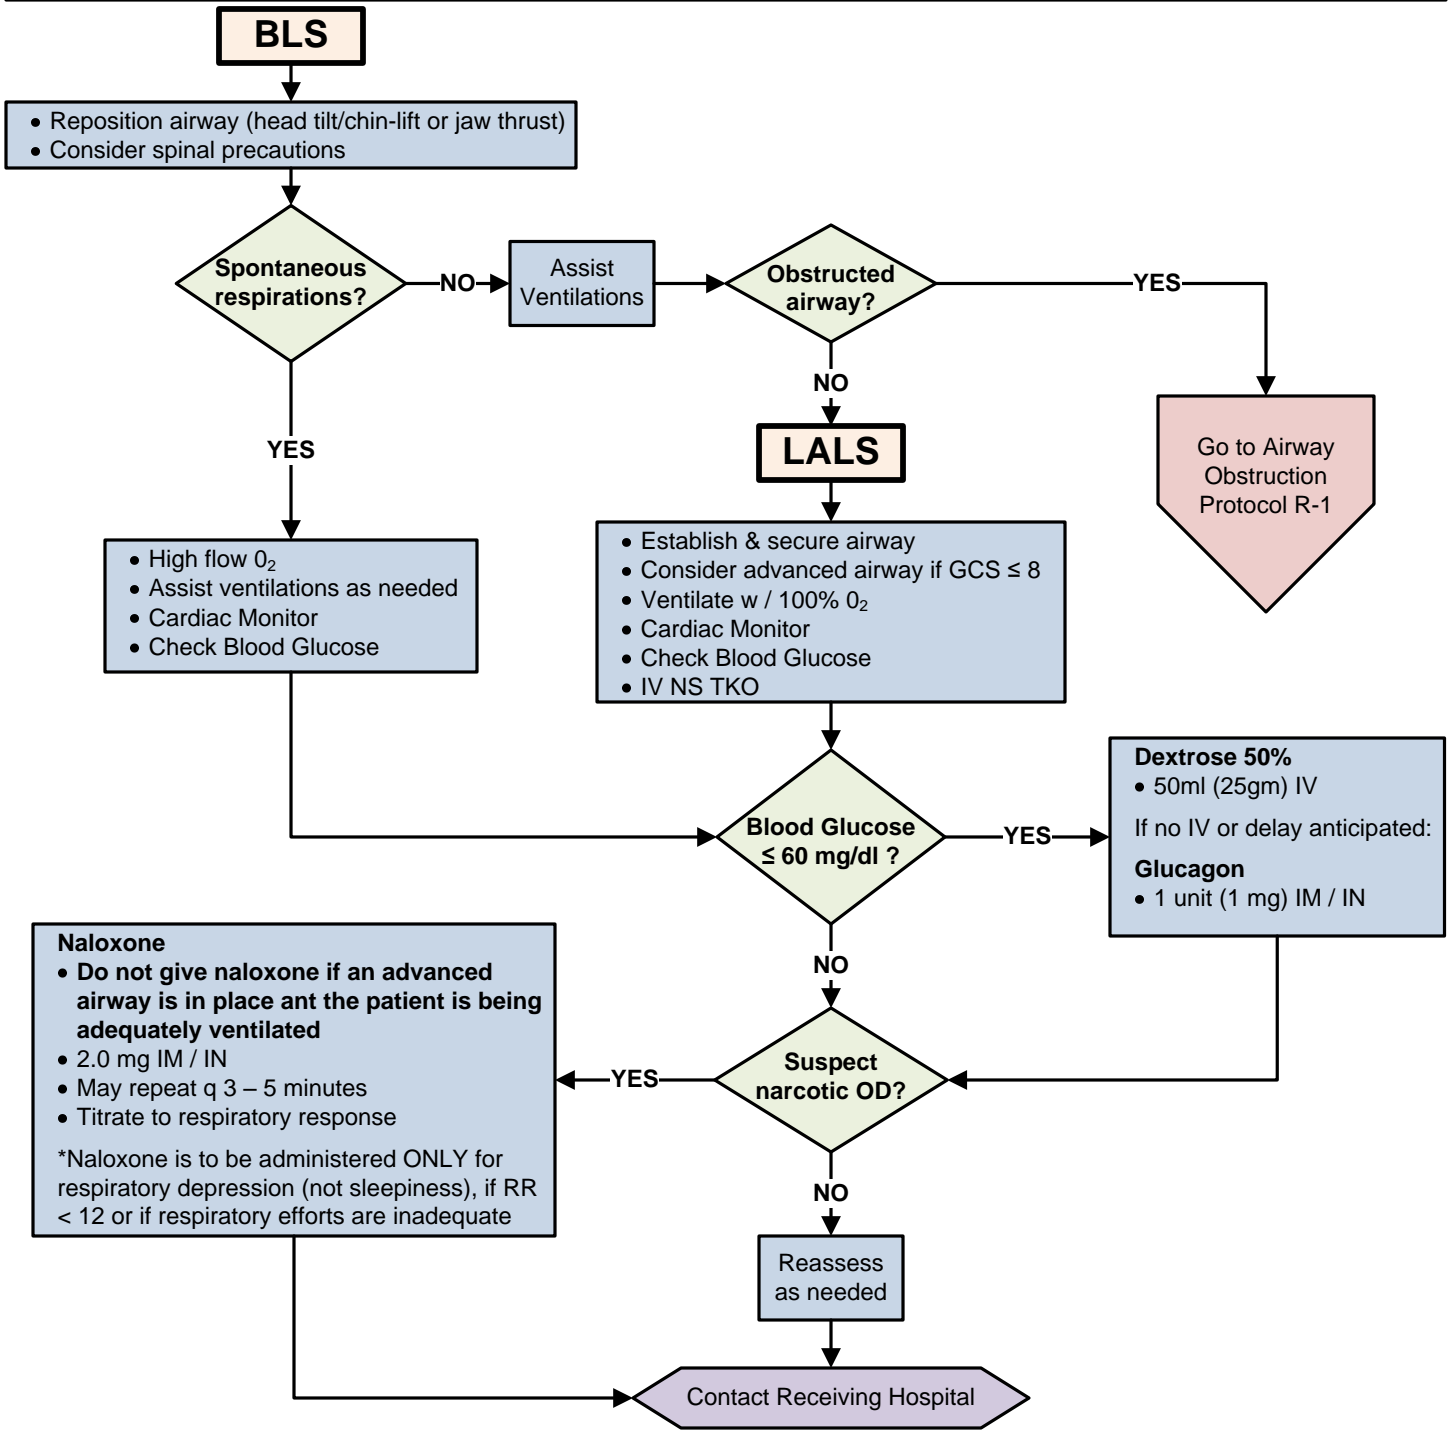 BLS
• Reposition airway (head tilt/chin-lift or jaw thrust)
• Consider spinal precautions
Spontaneous
respirations?
NO
Assist
Ventilations
Obstructed
airway?
YES
NO
YES
LALS
Go to Airway
Obstruction
Protocol R-1
• High flow 0₂
• Assist ventilations as needed
• Cardiac Monitor
• Check Blood Glucose
• Establish & secure airway
• Consider advanced airway if GCS ≤ 8
• Ventilate w / 100% 0₂
• Cardiac Monitor
• Check Blood Glucose
• IV NS TKO
Blood Glucose
≤ 60 mg/dl ?
YES
Dextrose 50%
• 50ml (25gm) IV
If no IV or delay anticipated:
Glucagon
• 1 unit (1 mg) IM / IN
NO
Naloxone
• Do not give naloxone if an advanced
airway is in place ant the patient is being
adequately ventilated
• 2.0 mg IM / IN
• May repeat q 3 – 5 minutes
• Titrate to respiratory response
*Naloxone is to be administered ONLY for
respiratory depression (not sleepiness), if RR
< 12 or if respiratory efforts are inadequate
YES
Suspect
narcotic OD?
NO
Reassess
as needed
Contact Receiving Hospital